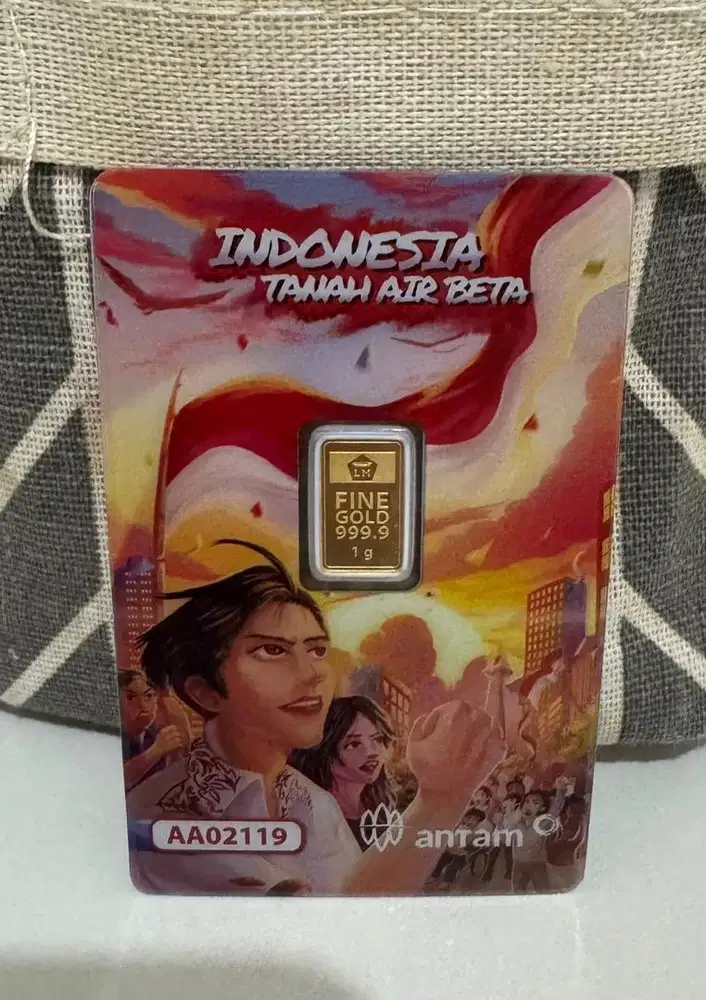 INDONESIA
TANAH AIR BETA
LM
FINE
GOLD
999.9
1 g
AA02119
antam